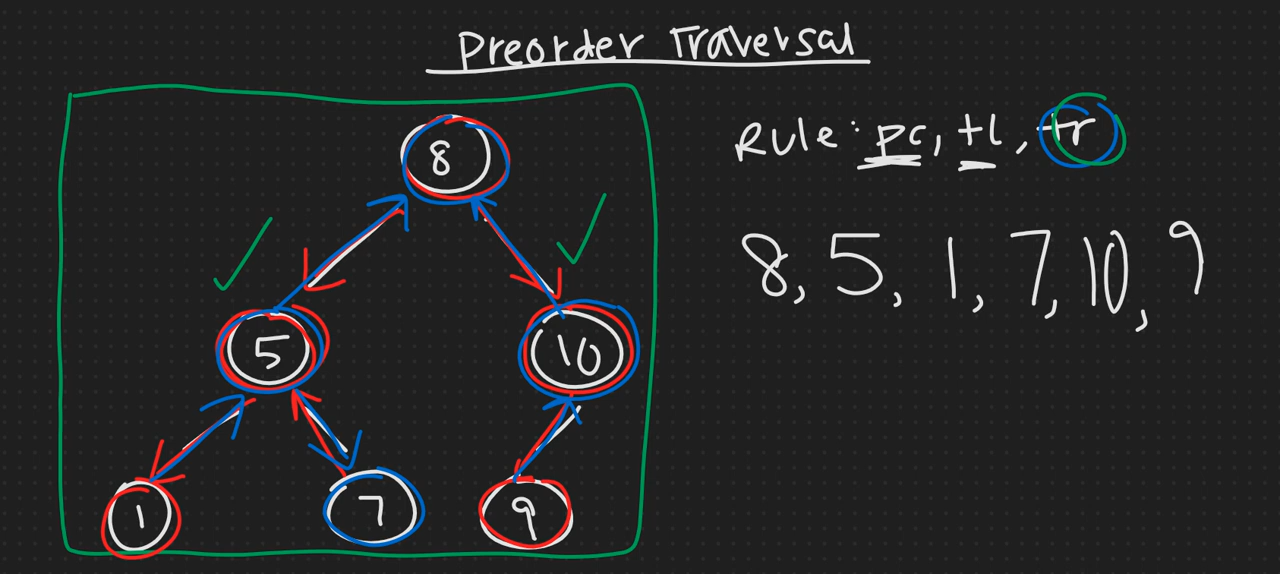 Preorder Traversal
Rule: pc, tl, tr
8, 5, 1, 7, 10, 9
8
5
10
1
7
9